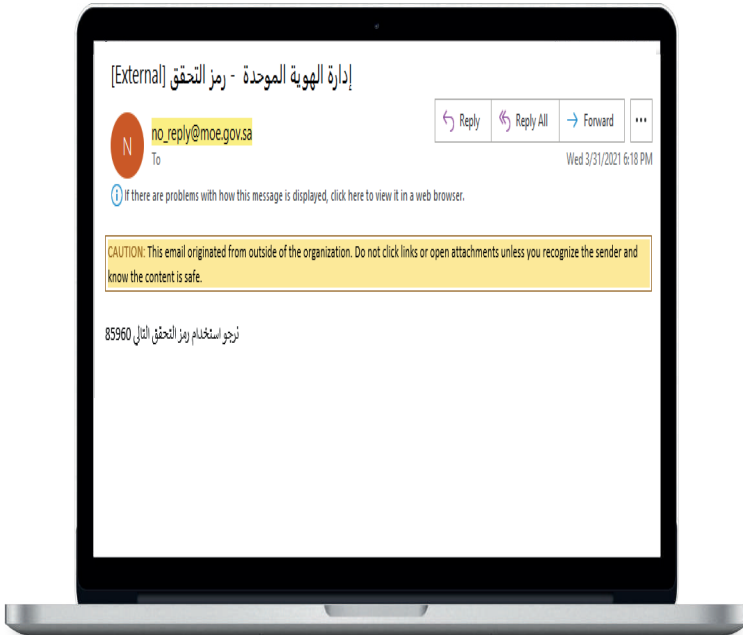 إدارة الهوية الموحدة - رمز التحقق [External]
N
no_reply@moe.gov.sa
To
Reply
Reply All
Forward
...
Wed 3/31/2021 6:18 PM
If there are problems with how this message is displayed, click here to view it in a web browser.
CAUTION: This email originated from outside of the organization. Do not click links or open attachments unless you recognize the sender and
know the content is safe.
نرجو استخدام رمز التحقق التالي 85960